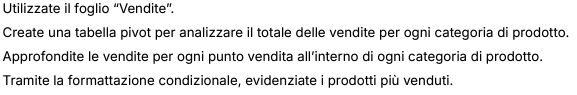 Utilizzate il foglio “Vendite”.
Create una tabella pivot per analizzare il totale delle vendite per ogni categoria di prodotto.
Approfondite le vendite per ogni punto vendita all’interno di ogni categoria di prodotto.
Tramite la formattazione condizionale, evidenziate i prodotti più venduti.